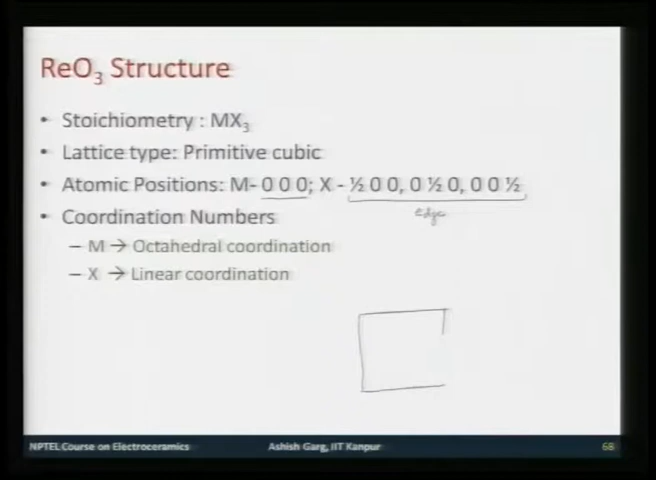 ReO₃ Structure
• Stoichiometry : MX₃
• Lattice type: Primitive cubic
• Atomic Positions: M- 0 0 0; X - ½ 0 0, 0 ½ 0, 0 0 ½
edge
• Coordination Numbers
– M → Octahedral coordination
– X → Linear coordination
NPTEL Course on Electroceramics Ashish Garg, IIT Kanpur 68